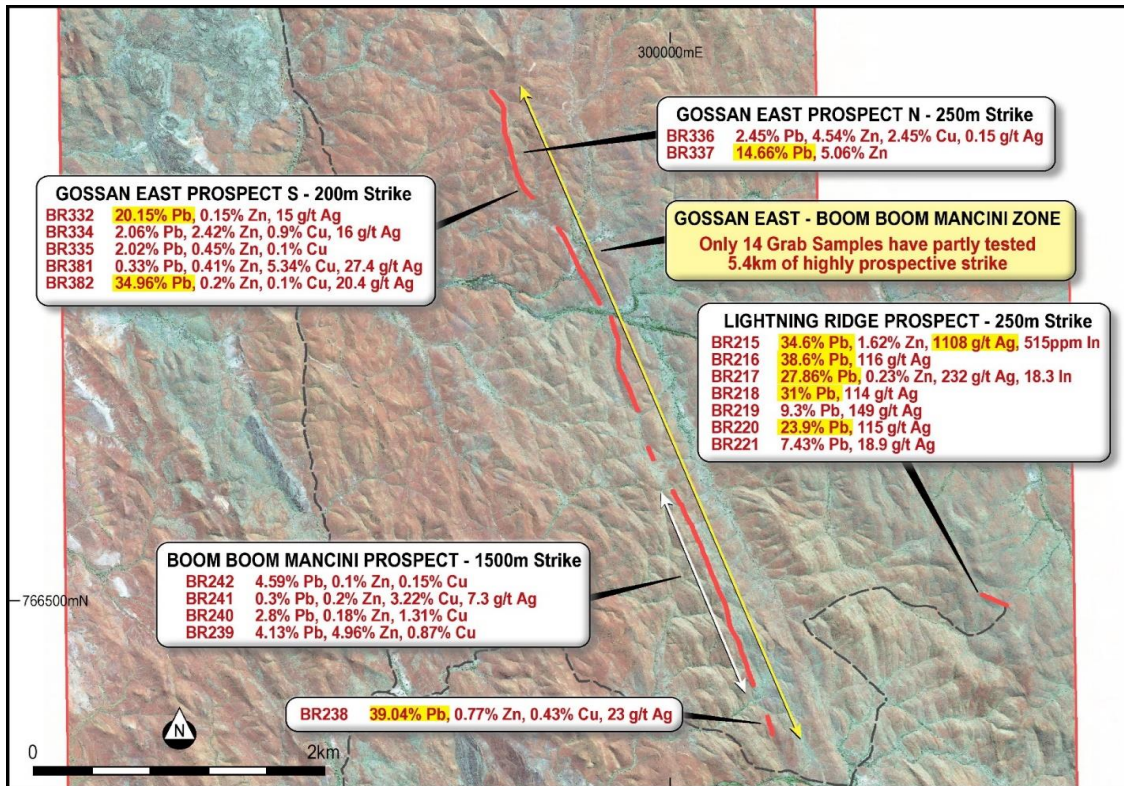 300000mE
GOSSAN EAST PROSPECT N - 250m Strike
BR336 2.45% Pb, 4.54% Zn, 2.45% Cu, 0.15 g/t Ag
BR337 14.66% Pb, 5.06% Zn
GOSSAN EAST PROSPECT S - 200m Strike
BR332 20.15% Pb, 0.15% Zn, 15 g/t Ag
BR334 2.06% Pb, 2.42% Zn, 0.9% Cu, 16 g/t Ag
BR335 2.02% Pb, 0.45% Zn, 0.1% Cu
BR381 0.33% Pb, 0.41% Zn, 5.34% Cu, 27.4 g/t Ag
BR382 34.96% Pb, 0.2% Zn, 0.1% Cu, 20.4 g/t Ag
GOSSAN EAST - BOOM BOOM MANCINI ZONE
Only 14 Grab Samples have partly tested
5.4km of highly prospective strike
LIGHTNING RIDGE PROSPECT - 250m Strike
BR215 34.6% Pb, 1.62% Zn, 1108 g/t Ag, 515ppm In
BR216 38.6% Pb, 116 g/t Ag
BR217 27.86% Pb, 0.23% Zn, 232 g/t Ag, 18.3 In
BR218 31% Pb, 114 g/t Ag
BR219 9.3% Pb, 149 g/t Ag
BR220 23.9% Pb, 115 g/t Ag
BR221 7.43% Pb, 18.9 g/t Ag
BOOM BOOM MANCINI PROSPECT - 1500m Strike
BR242 4.59% Pb, 0.1% Zn, 0.15% Cu
BR241 0.3% Pb, 0.2% Zn, 3.22% Cu, 7.3 g/t Ag
BR240 2.8% Pb, 0.18% Zn, 1.31% Cu
BR239 4.13% Pb, 4.96% Zn, 0.87% Cu
766500mN
BR238 39.04% Pb, 0.77% Zn, 0.43% Cu, 23 g/t Ag
N
0 2km